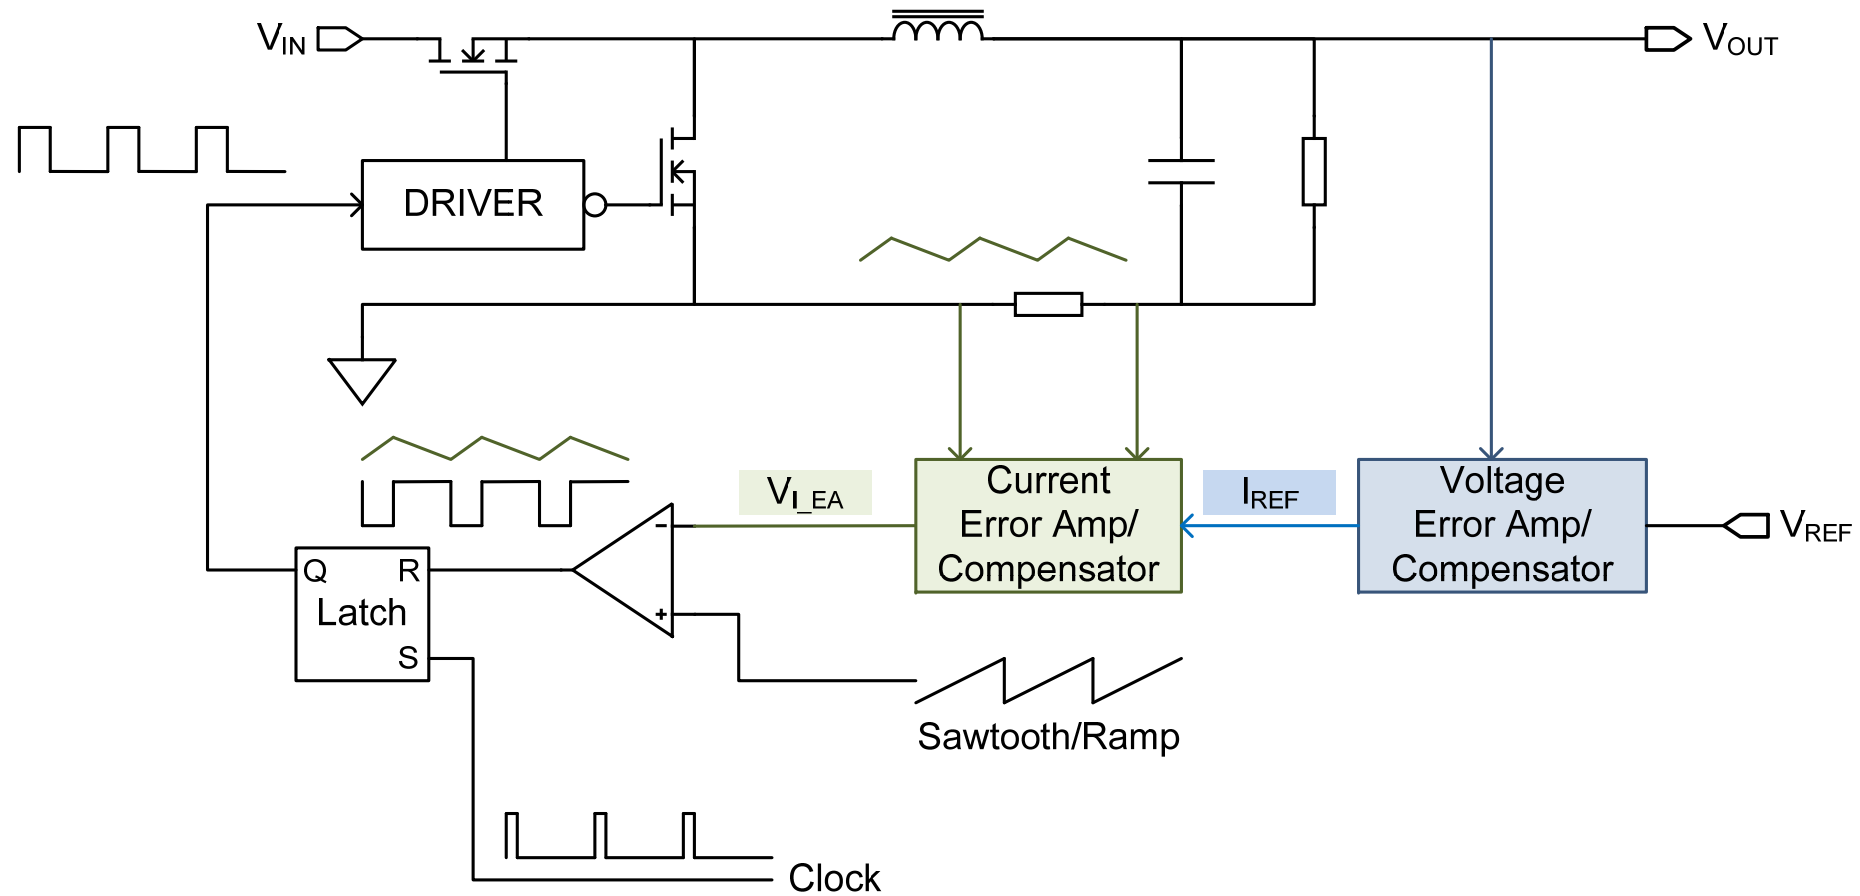 VIN
VOUT
DRIVER
VI_EA
Current
Error Amp/
Compensator
IREF
Voltage
Error Amp/
Compensator
VREF
-
+
Q
R
Latch
S
Sawtooth/Ramp
Clock